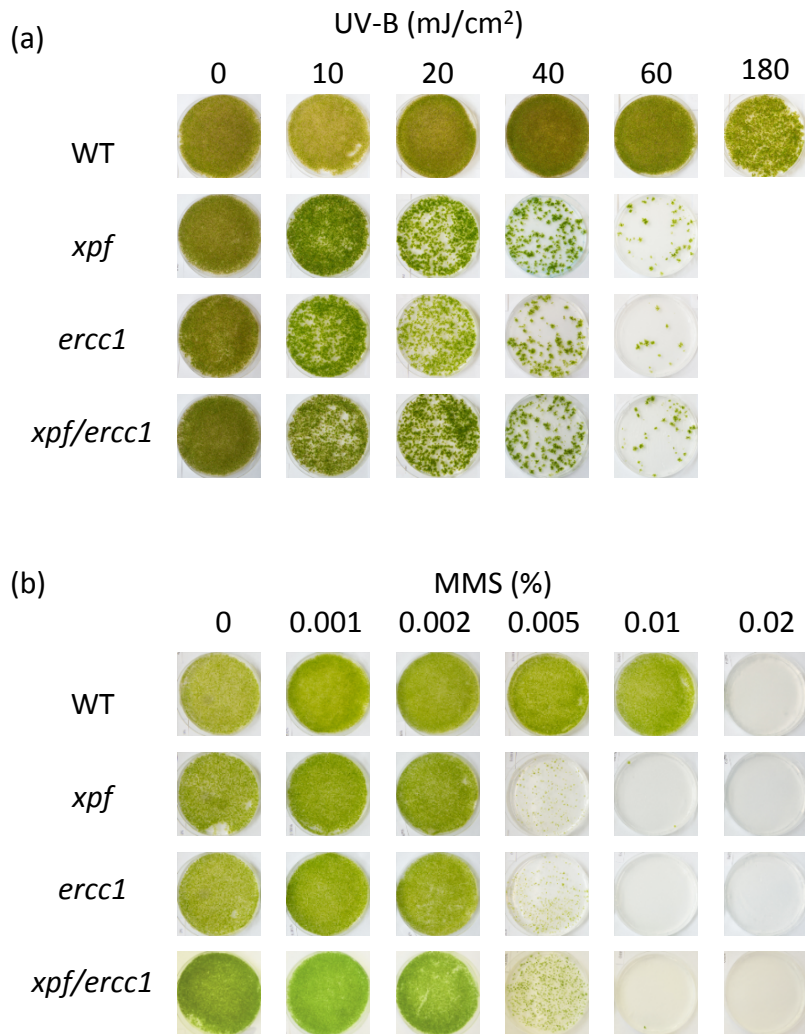 (a)
UV-B (mJ/cm²)
0 10 20 40 60 180
WT
xpf
ercc1
xpf/ercc1
(b)
MMS (%)
0 0.001 0.002 0.005 0.01 0.02
WT
xpf
ercc1
xpf/ercc1